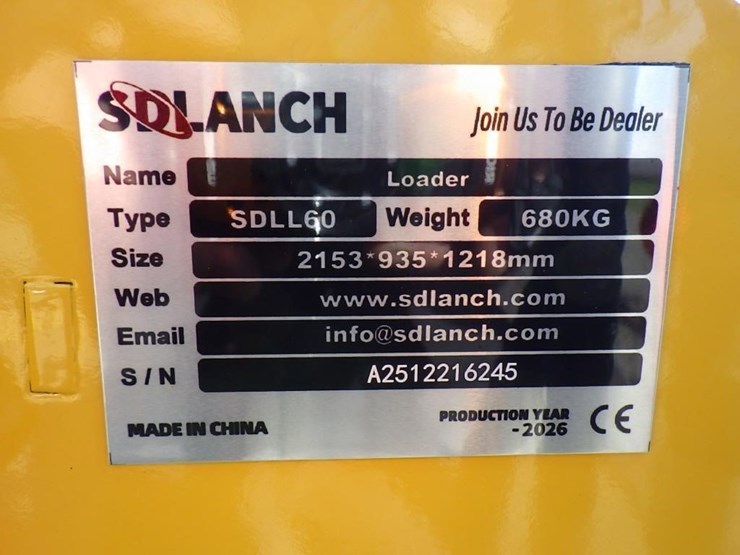 SDLANCH Join Us To Be Dealer
Name Loader
Type SDLL60 Weight 680KG
Size 2153*935*1218mm
Web www.sdlanch.com
Email info@sdlanch.com
S/N A2512216245
MADE IN CHINA PRODUCTION YEAR CE
-2026